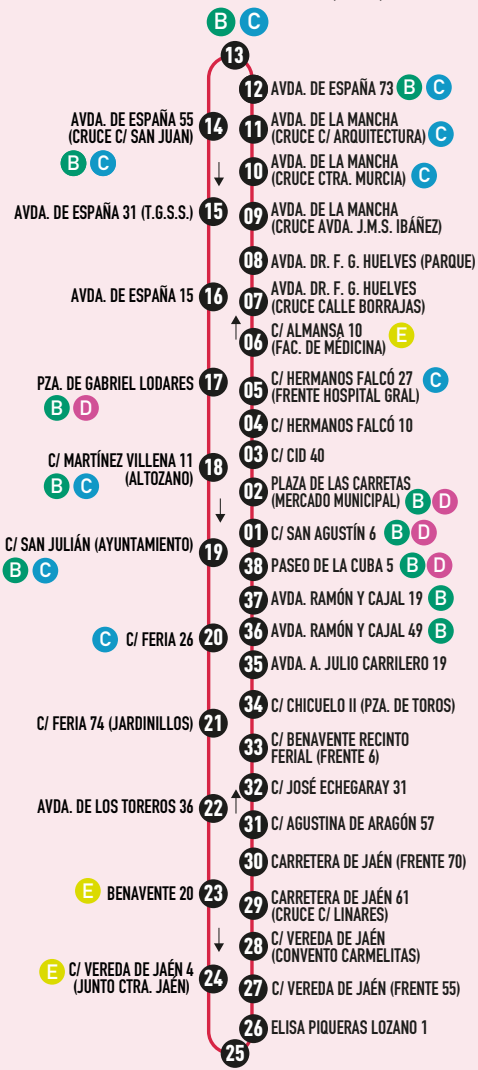 B C
13
12 AVDA. DE ESPAÑA 73 B C
AVDA. DE ESPAÑA 55
(CRUCE C/ SAN JUAN) 14
B C
11 AVDA. DE LA MANCHA
(CRUCE C/ ARQUITECTURA) C
10 AVDA. DE LA MANCHA
(CRUCE CTRA. MURCIA) C
AVDA. DE ESPAÑA 31 (T.G.S.S.) 15
09 AVDA. DE LA MANCHA
(CRUCE AVDA. J.M.S. IBÁÑEZ)
08 AVDA. DR. F. G. HUELVES (PARQUE)
AVDA. DE ESPAÑA 15 16
07 AVDA. DR. F. G. HUELVES
(CRUCE CALLE BORRAJAS)
06 C/ ALMANSA 10
(FAC. DE MÉDICINA) E
PZA. DE GABRIEL LODARES 17
B D
05 C/ HERMANOS FALCÓ 27
(FRENTE HOSPITAL GRAL) C
04 C/ HERMANOS FALCÓ 10
03 C/ CID 40
C/ MARTÍNEZ VILLENA 11
(ALTOZANO) 18
B C
02 PLAZA DE LAS CARRETAS
(MERCADO MUNICIPAL) B D
01 C/ SAN AGUSTÍN 6 B D
C/ SAN JULIÁN (AYUNTAMIENTO) 19
B C
38 PASEO DE LA CUBA 5 B D
37 AVDA. RAMÓN Y CAJAL 19 B
36 AVDA. RAMÓN Y CAJAL 49 B
C C/ FERIA 26 20
35 AVDA. A. JULIO CARRILERO 19
34 C/ CHICUELO II (PZA. DE TOROS)
C/ FERIA 74 (JARDINILLOS) 21
33 C/ BENAVENTE RECINTO
FERIAL (FRENTE 6)
32 C/ JOSÉ ECHEGARAY 31
AVDA. DE LOS TOREROS 36 22
31 C/ AGUSTINA DE ARAGÓN 57
30 CARRETERA DE JAÉN (FRENTE 70)
E BENAVENTE 20 23
29 CARRETERA DE JAÉN 61
(CRUCE C/ LINARES)
28 C/ VEREDA DE JAÉN
(CONVENTO CARMELITAS)
E C/ VEREDA DE JAÉN 4
(JUNTO CTRA. JAÉN) 24
27 C/ VEREDA DE JAÉN (FRENTE 55)
26 ELISA PIQUERAS LOZANO 1
25